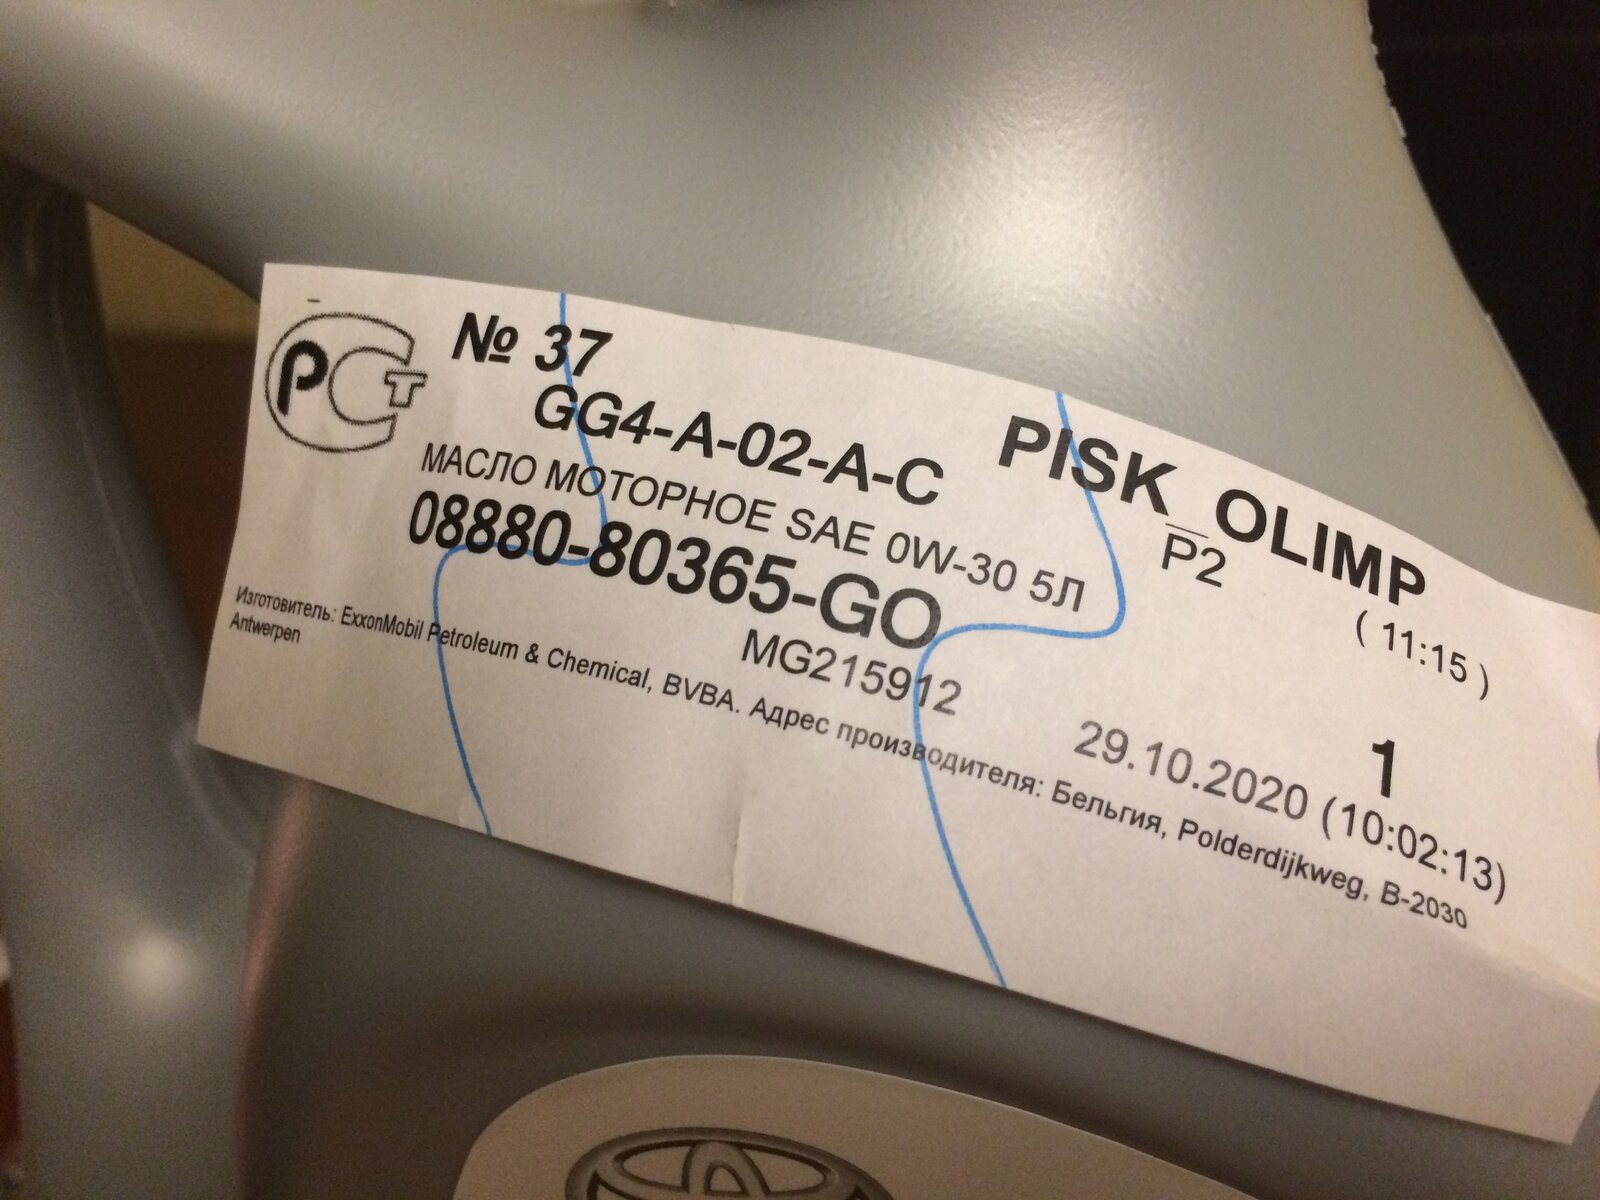 РСТ
№ 37
GG4-A-02-A-C
PISK_OLIMP
МАСЛО МОТОРНОЕ SAE 0W-30 5Л
P2
( 11:15 )
08880-80365-GO
MG215912
29.10.2020 (10:02:13)
1
Изготовитель: ExxonMobil Petroleum & Chemical, BVBA. Адрес производителя: Бельгия, Polderdijkweg, B-2030
Antwerpen